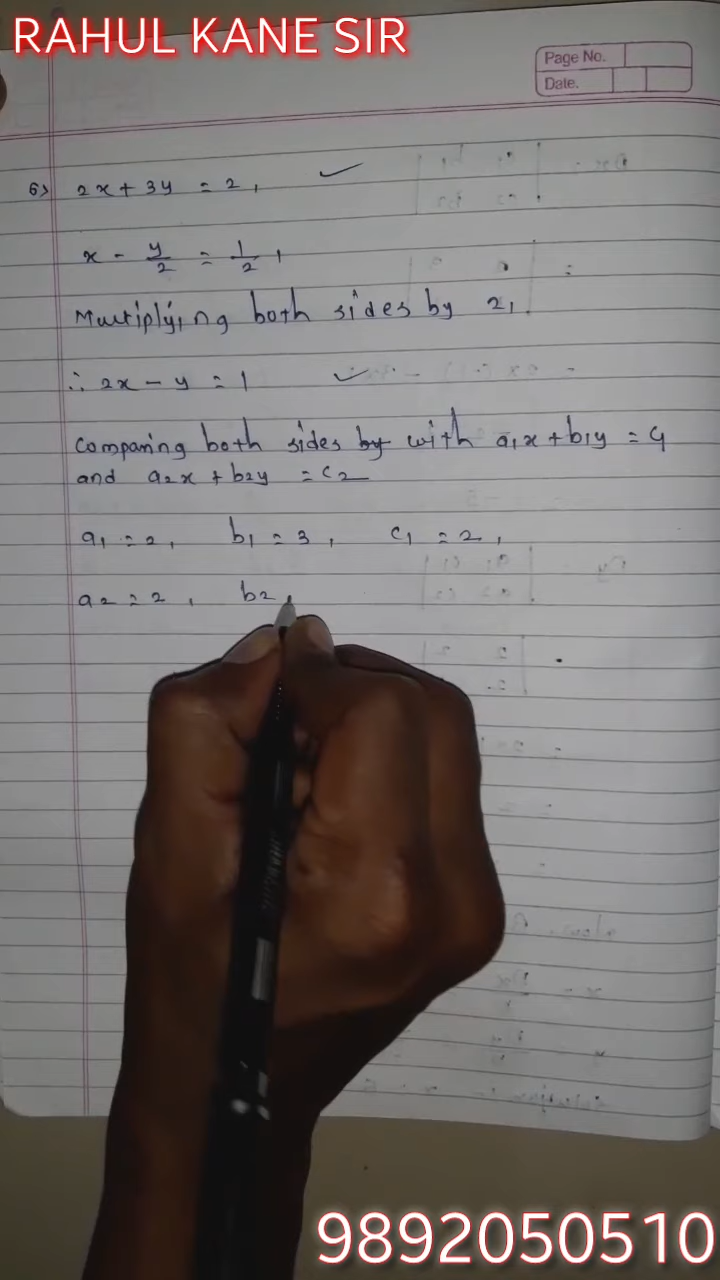 RAHUL KANE SIR
Page No.
Date.
6) 2x + 3y = 2,
x - y/2 = 1/2,
Multiplying both sides by 2,
∴ 2x - y = 1
Comparing both sides by with a₁x + b₁y = c₁
and a₂x + b₂y = c₂
a₁ = 2, b₁ = 3, c₁ = 2,
a₂ = 2, b₂
9892050510